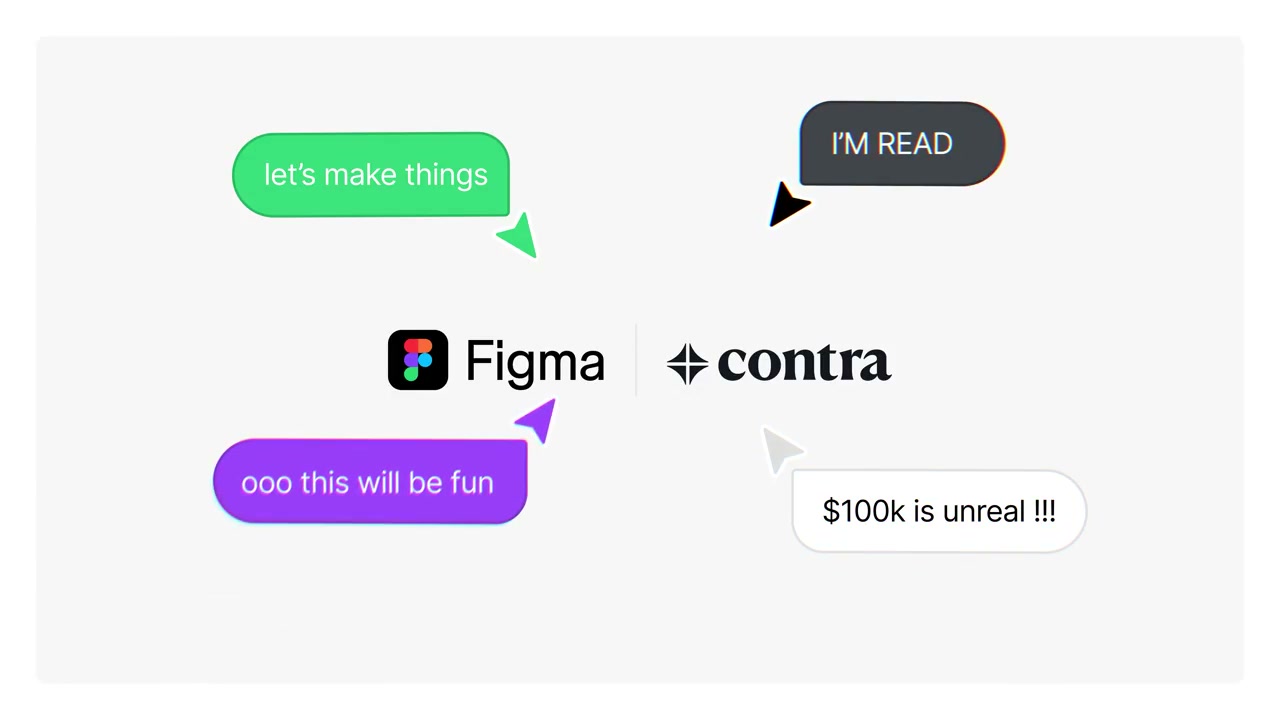 let’s make things
I’M READ
Figma
contra
ooo this will be fun
$100k is unreal !!!